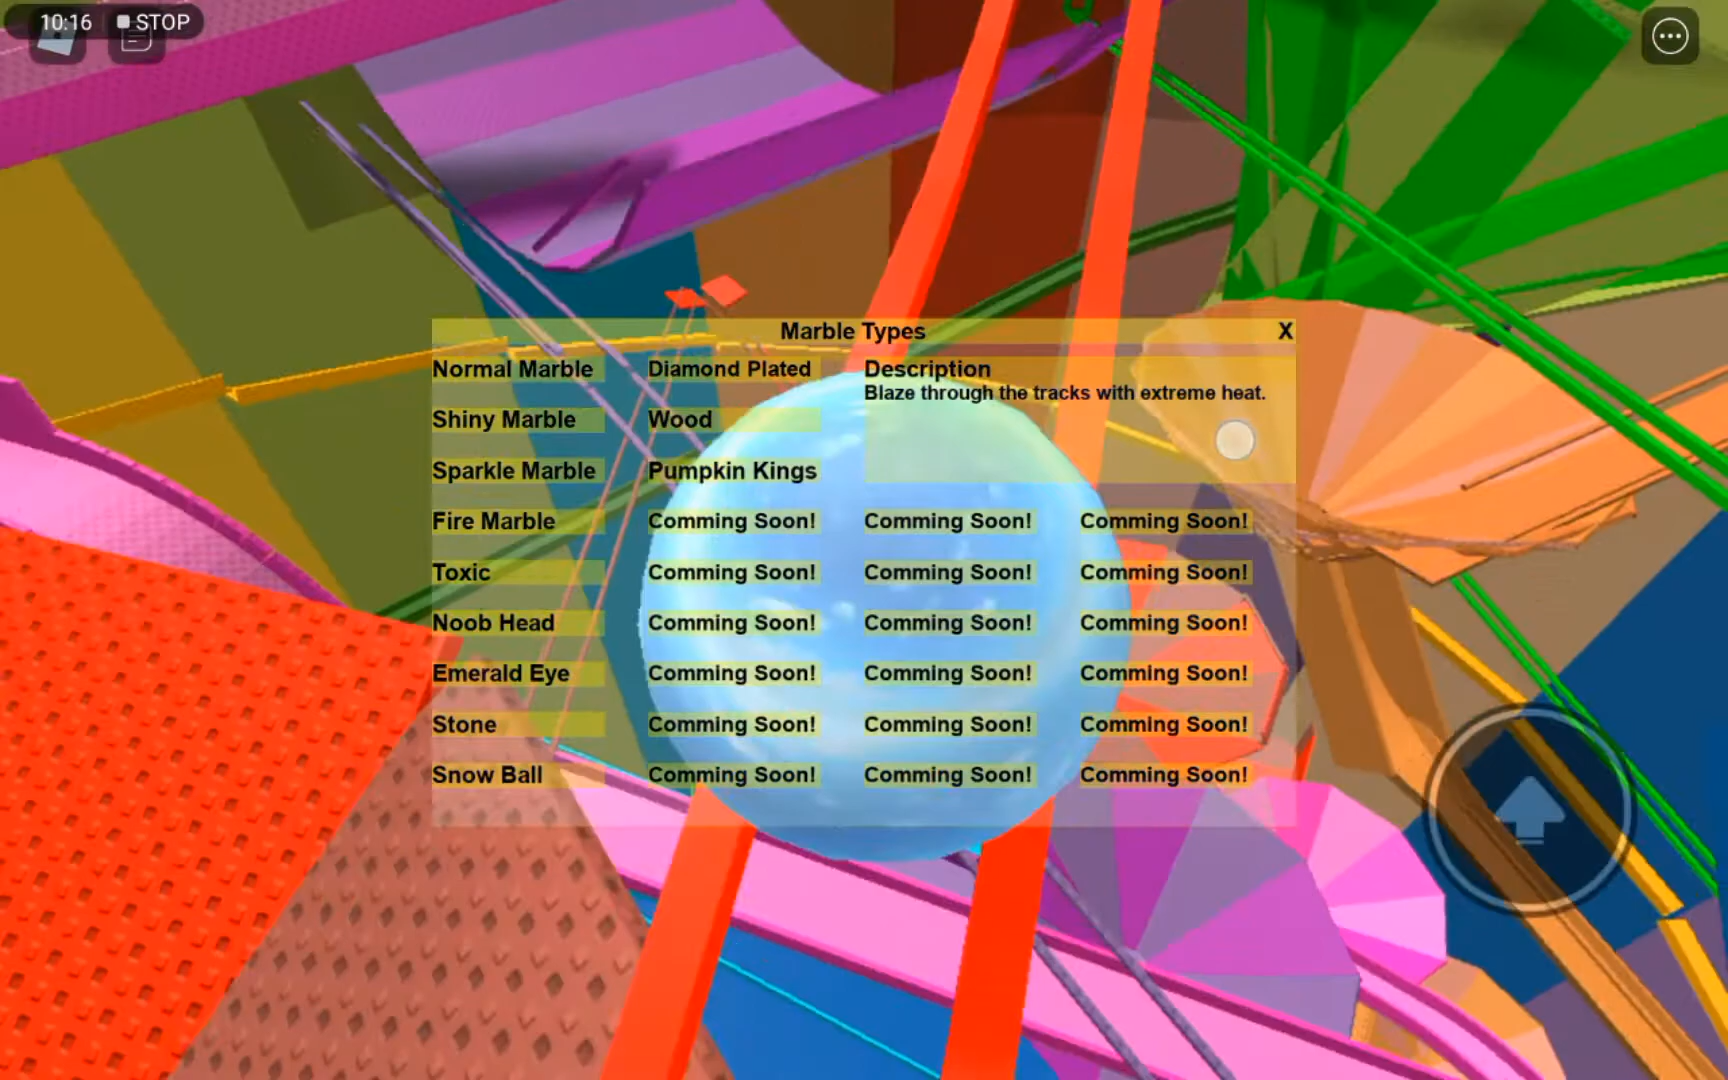 10:16 STOP
Marble Types X
Normal Marble Diamond Plated Description
Blaze through the tracks with extreme heat.
Shiny Marble Wood
Sparkle Marble Pumpkin Kings
Fire Marble Comming Soon! Comming Soon! Comming Soon!
Toxic Comming Soon! Comming Soon! Comming Soon!
Noob Head Comming Soon! Comming Soon! Comming Soon!
Emerald Eye Comming Soon! Comming Soon! Comming Soon!
Stone Comming Soon! Comming Soon! Comming Soon!
Snow Ball Comming Soon! Comming Soon! Comming Soon!